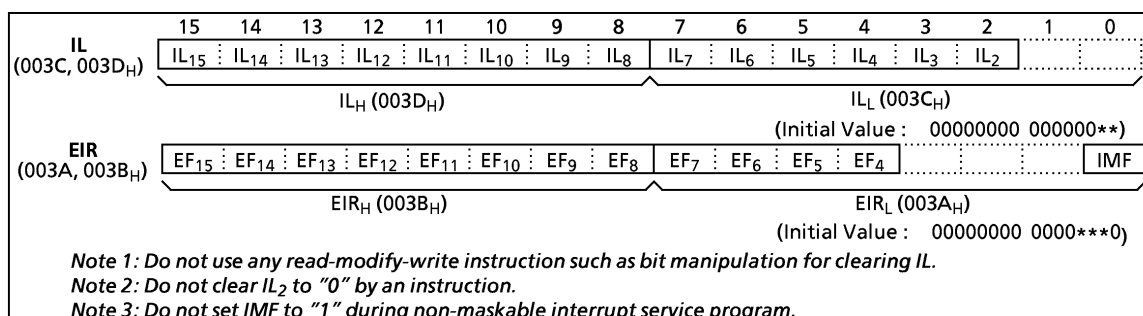 15 14 13 12 11 10 9 8 7 6 5 4 3 2 1 0
IL
(003C, 003DH)
IL15 IL14 IL13 IL12 IL11 IL10 IL9 IL8 IL7 IL6 IL5 IL4 IL3 IL2
ILH (003DH) ILL (003CH)
(Initial Value : 00000000 000000**)
EIR
(003A, 003BH)
EF15 EF14 EF13 EF12 EF11 EF10 EF9 EF8 EF7 EF6 EF5 EF4 IMF
EIRH (003BH) EIRL (003AH)
(Initial Value : 00000000 0000***0)
Note 1: Do not use any read-modify-write instruction such as bit manipulation for clearing IL.
Note 2: Do not clear IL2 to "0" by an instruction.
Note 3: Do not set IMF to "1" during non-maskable interrupt service program.